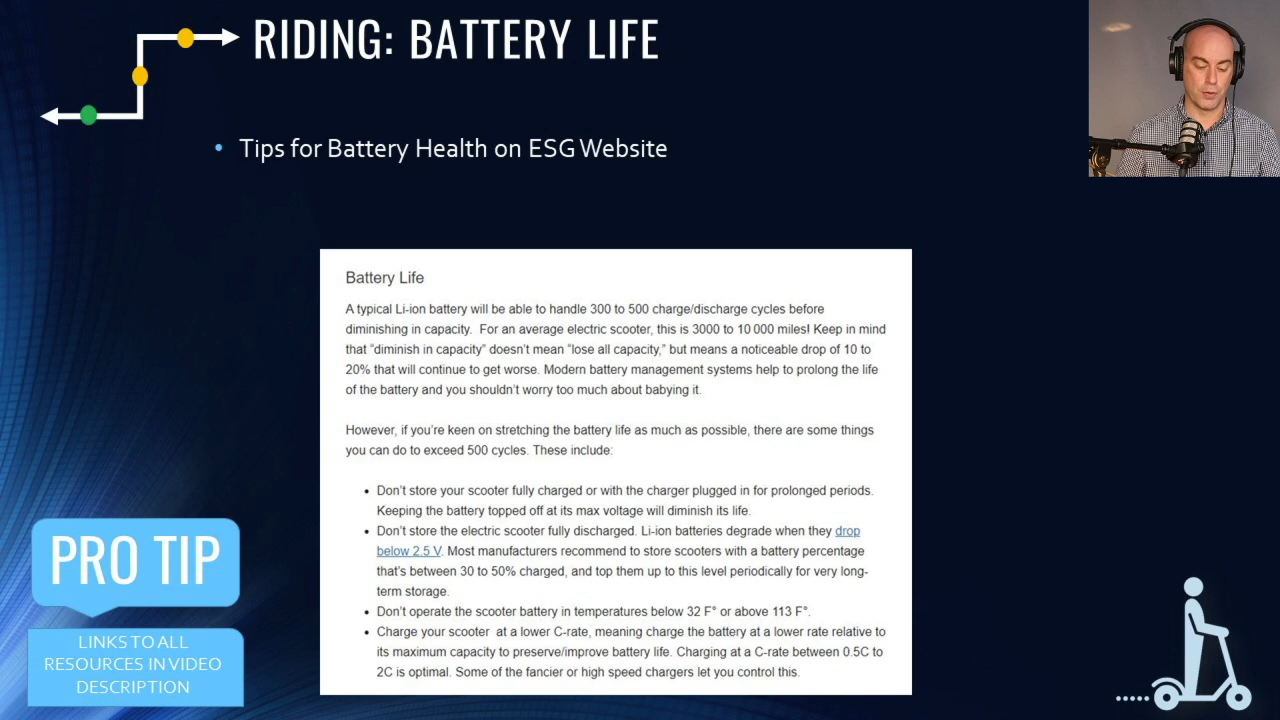 RIDING: BATTERY LIFE
• Tips for Battery Health on ESG Website
Battery Life
A typical Li-ion battery will be able to handle 300 to 500 charge/discharge cycles before
diminishing in capacity.  For an average electric scooter, this is 3000 to 10 000 miles! Keep in mind
that “diminish in capacity” doesn’t mean “lose all capacity,” but means a noticeable drop of 10 to
20% that will continue to get worse. Modern battery management systems help to prolong the life
of the battery and you shouldn’t worry too much about babying it.
However, if you’re keen on stretching the battery life as much as possible, there are some things
you can do to exceed 500 cycles. These include:
• Don’t store your scooter fully charged or with the charger plugged in for prolonged periods.
Keeping the battery topped off at its max voltage will diminish its life.
• Don’t store the electric scooter fully discharged. Li-ion batteries degrade when they drop
below 2.5 V. Most manufacturers recommend to store scooters with a battery percentage
that’s between 30 to 50% charged, and top them up to this level periodically for very long-
term storage.
• Don’t operate the scooter battery in temperatures below 32 F° or above 113 F°.
• Charge your scooter  at a lower C-rate, meaning charge the battery at a lower rate relative to
its maximum capacity to preserve/improve battery life. Charging at a C-rate between 0.5C to
2C is optimal. Some of the fancier or high speed chargers let you control this.
PRO TIP
LINKS TO ALL
RESOURCES IN VIDEO
DESCRIPTION